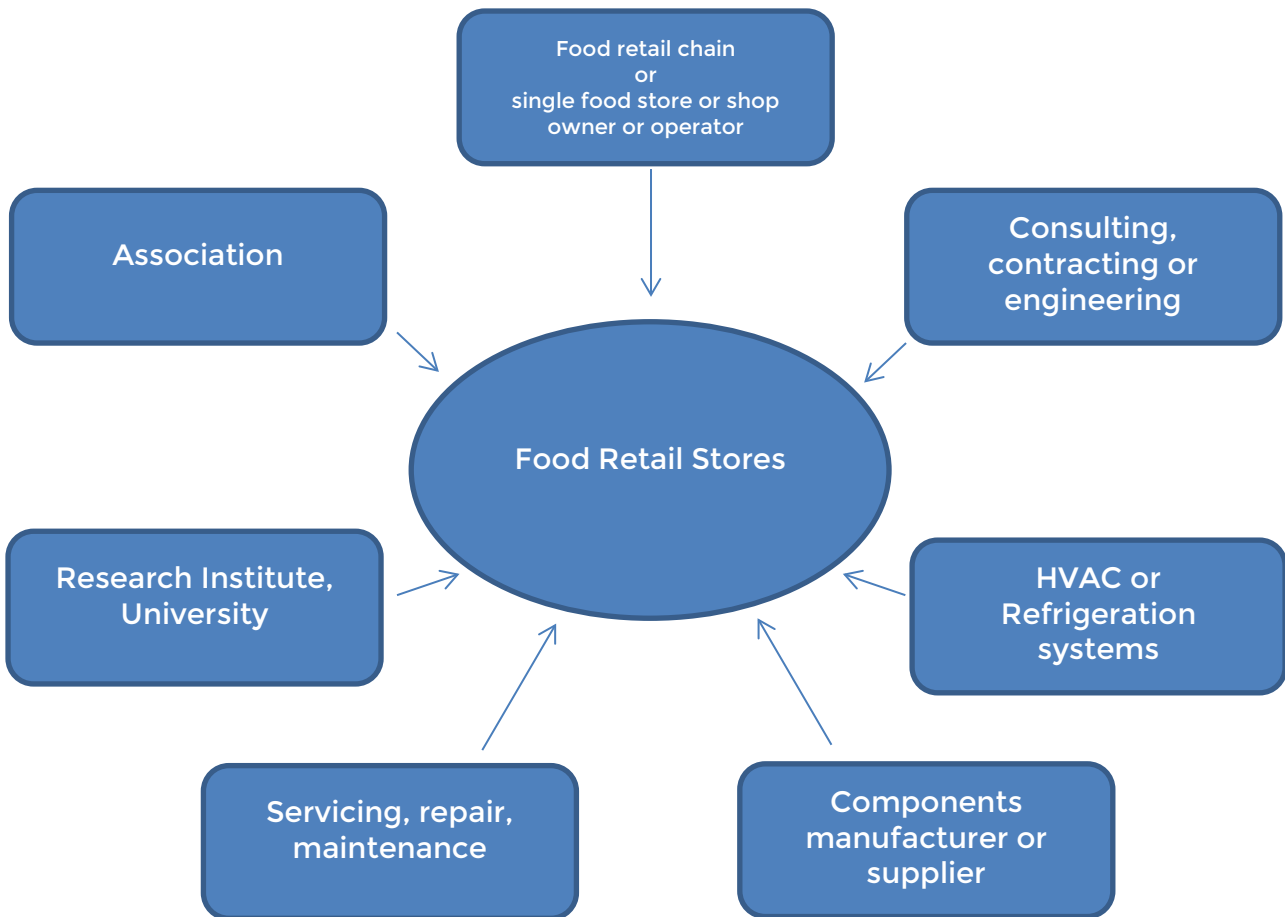 Food retail chain
or
single food store or shop
owner or operator
Association
Consulting,
contracting or
engineering
Food Retail Stores
Research Institute,
University
HVAC or
Refrigeration
systems
Servicing, repair,
maintenance
Components
manufacturer or
supplier